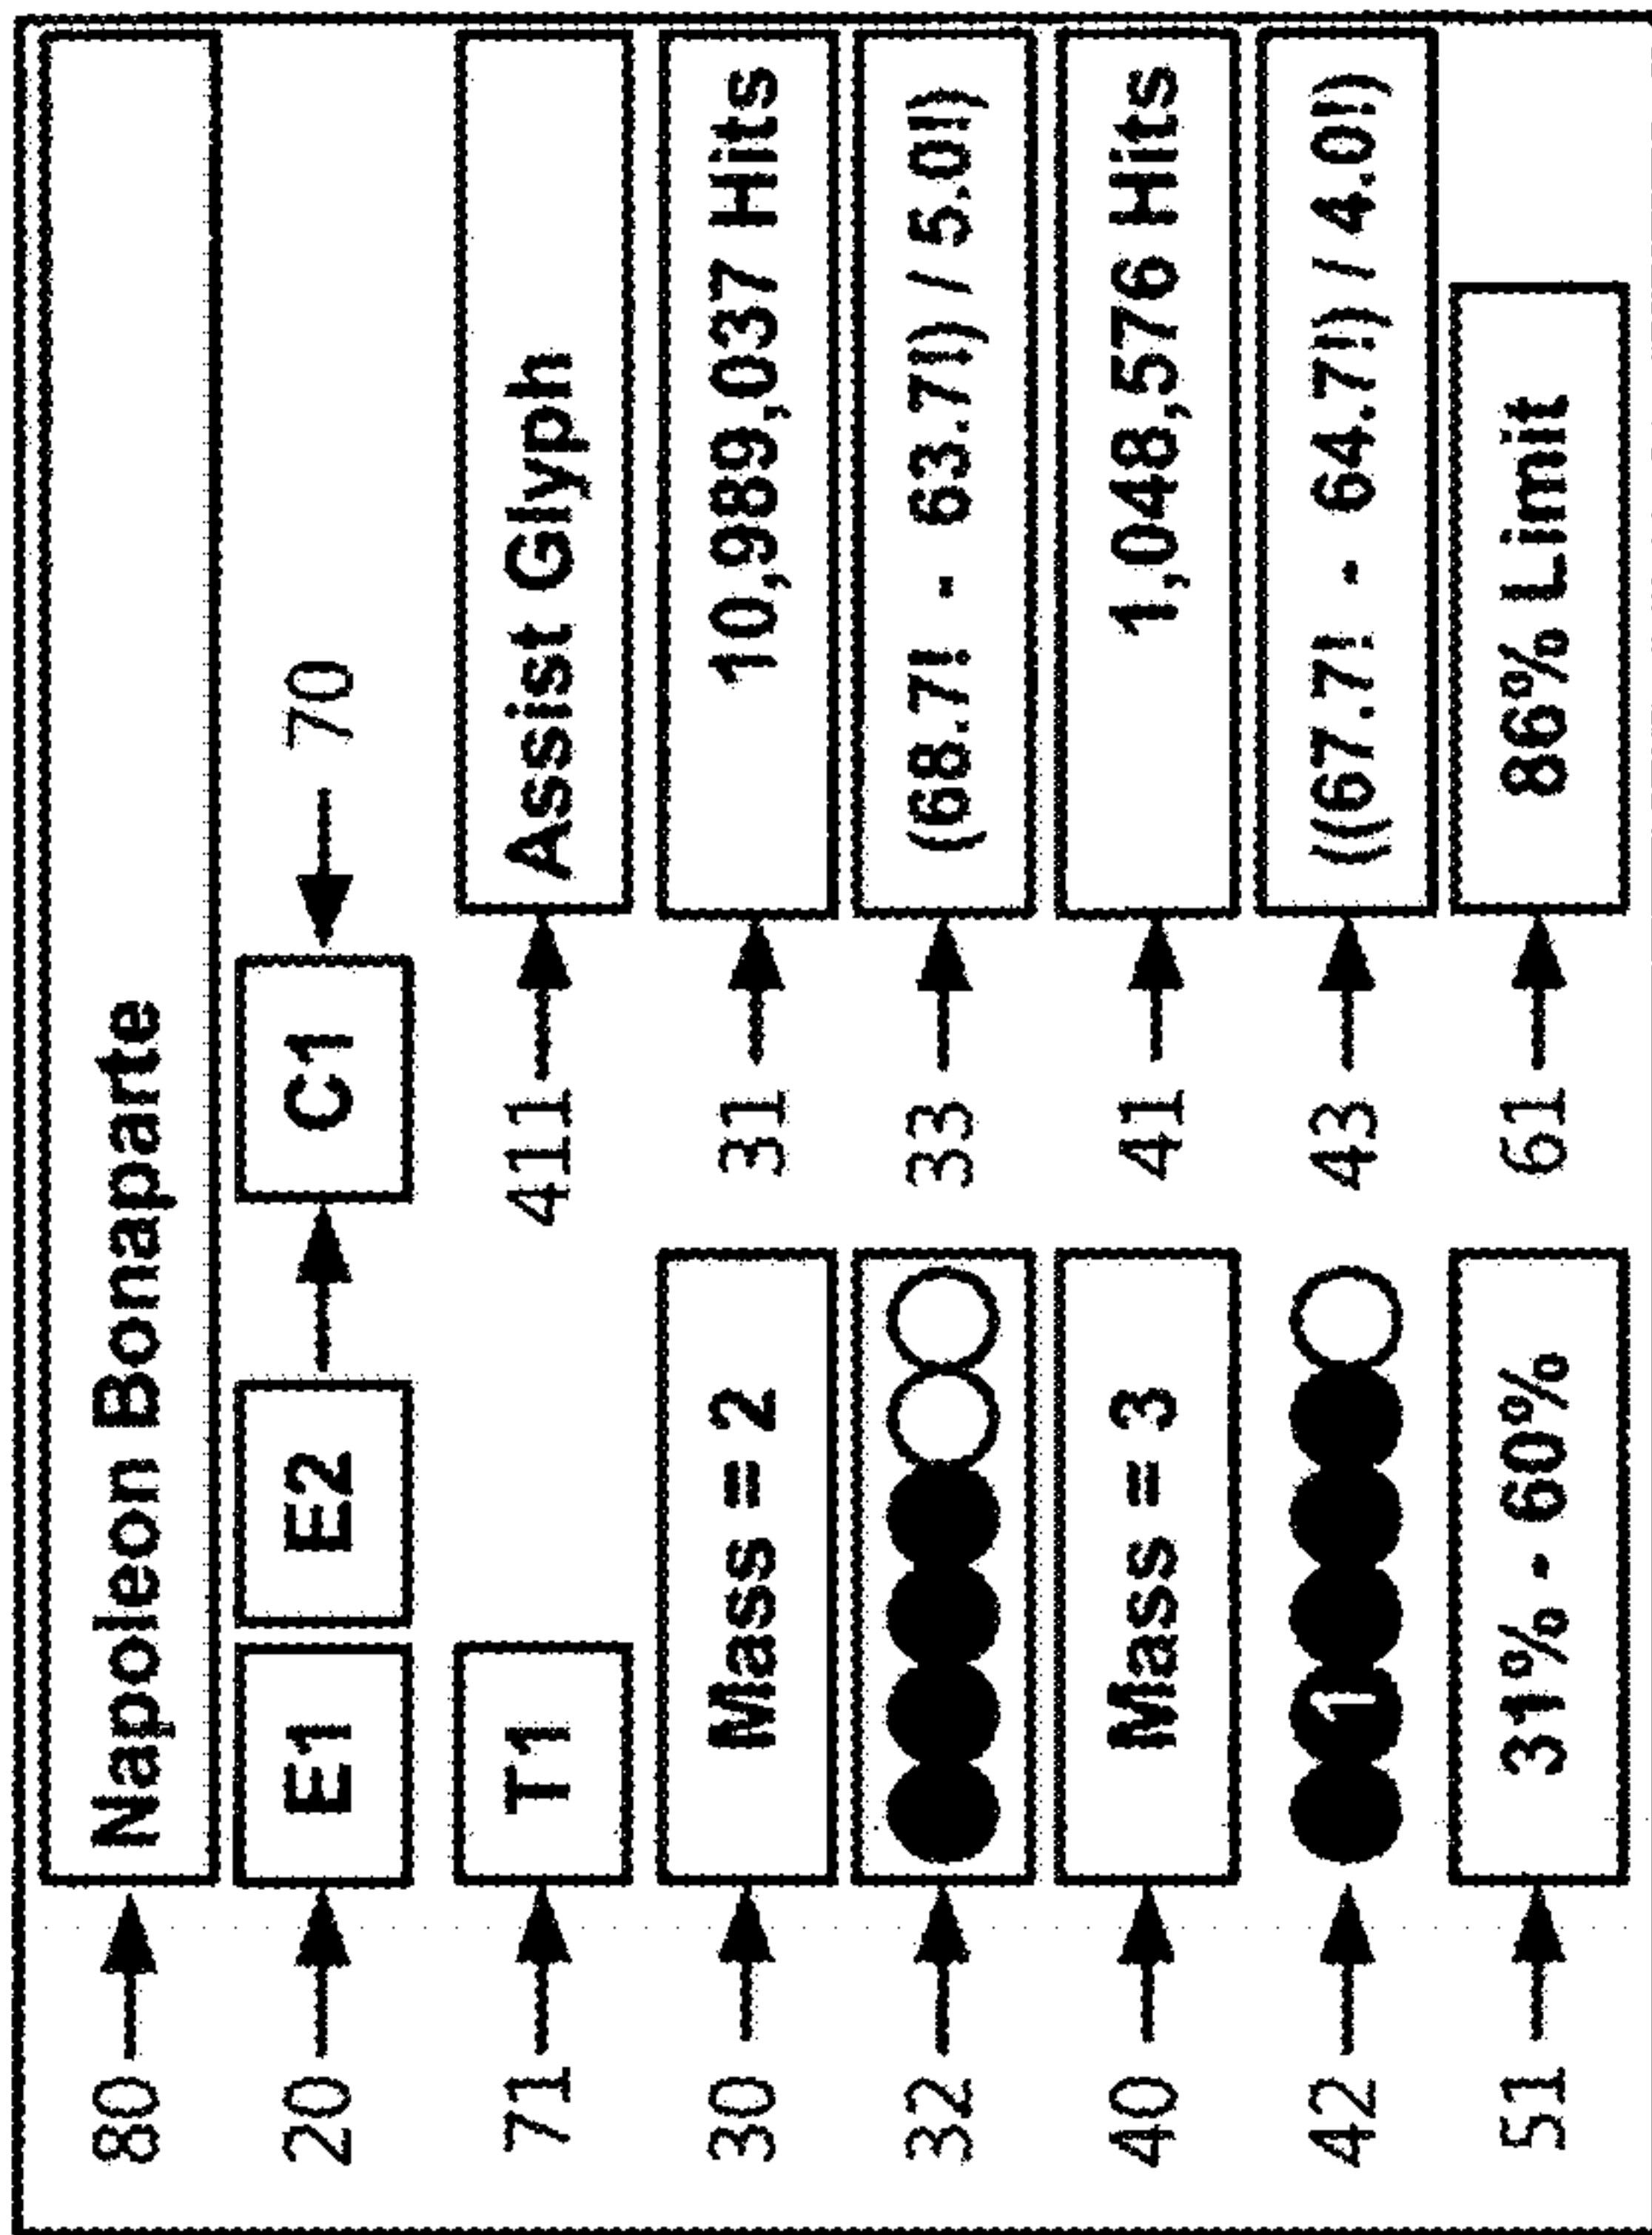 80 Napoleon Bonaparte
20 E1 E2 C1 70
71 T1 411 Assist Glyph
30 Mass = 2 31 10,989,037 Hits
32 33 (68.7! - 63.7!) / 5.0!)
40 Mass = 3 41 1,048,576 Hits
42 1 43 ((67.7! - 64.7!) / 4.0!)
51 31% - 60% 61 86% Limit